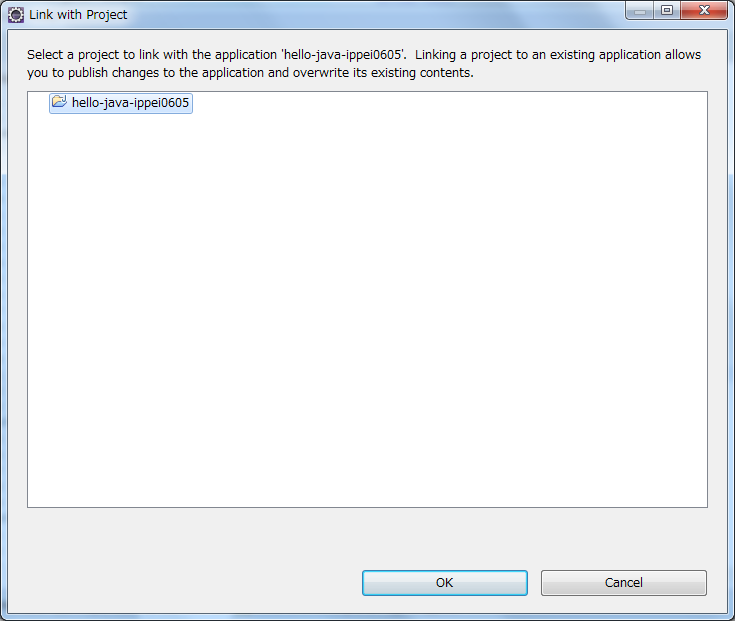 Link with Project
Select a project to link with the application 'hello-java-ippei0605'.  Linking a project to an existing application allows
you to publish changes to the application and overwrite its existing contents.
hello-java-ippei0605
OK
Cancel